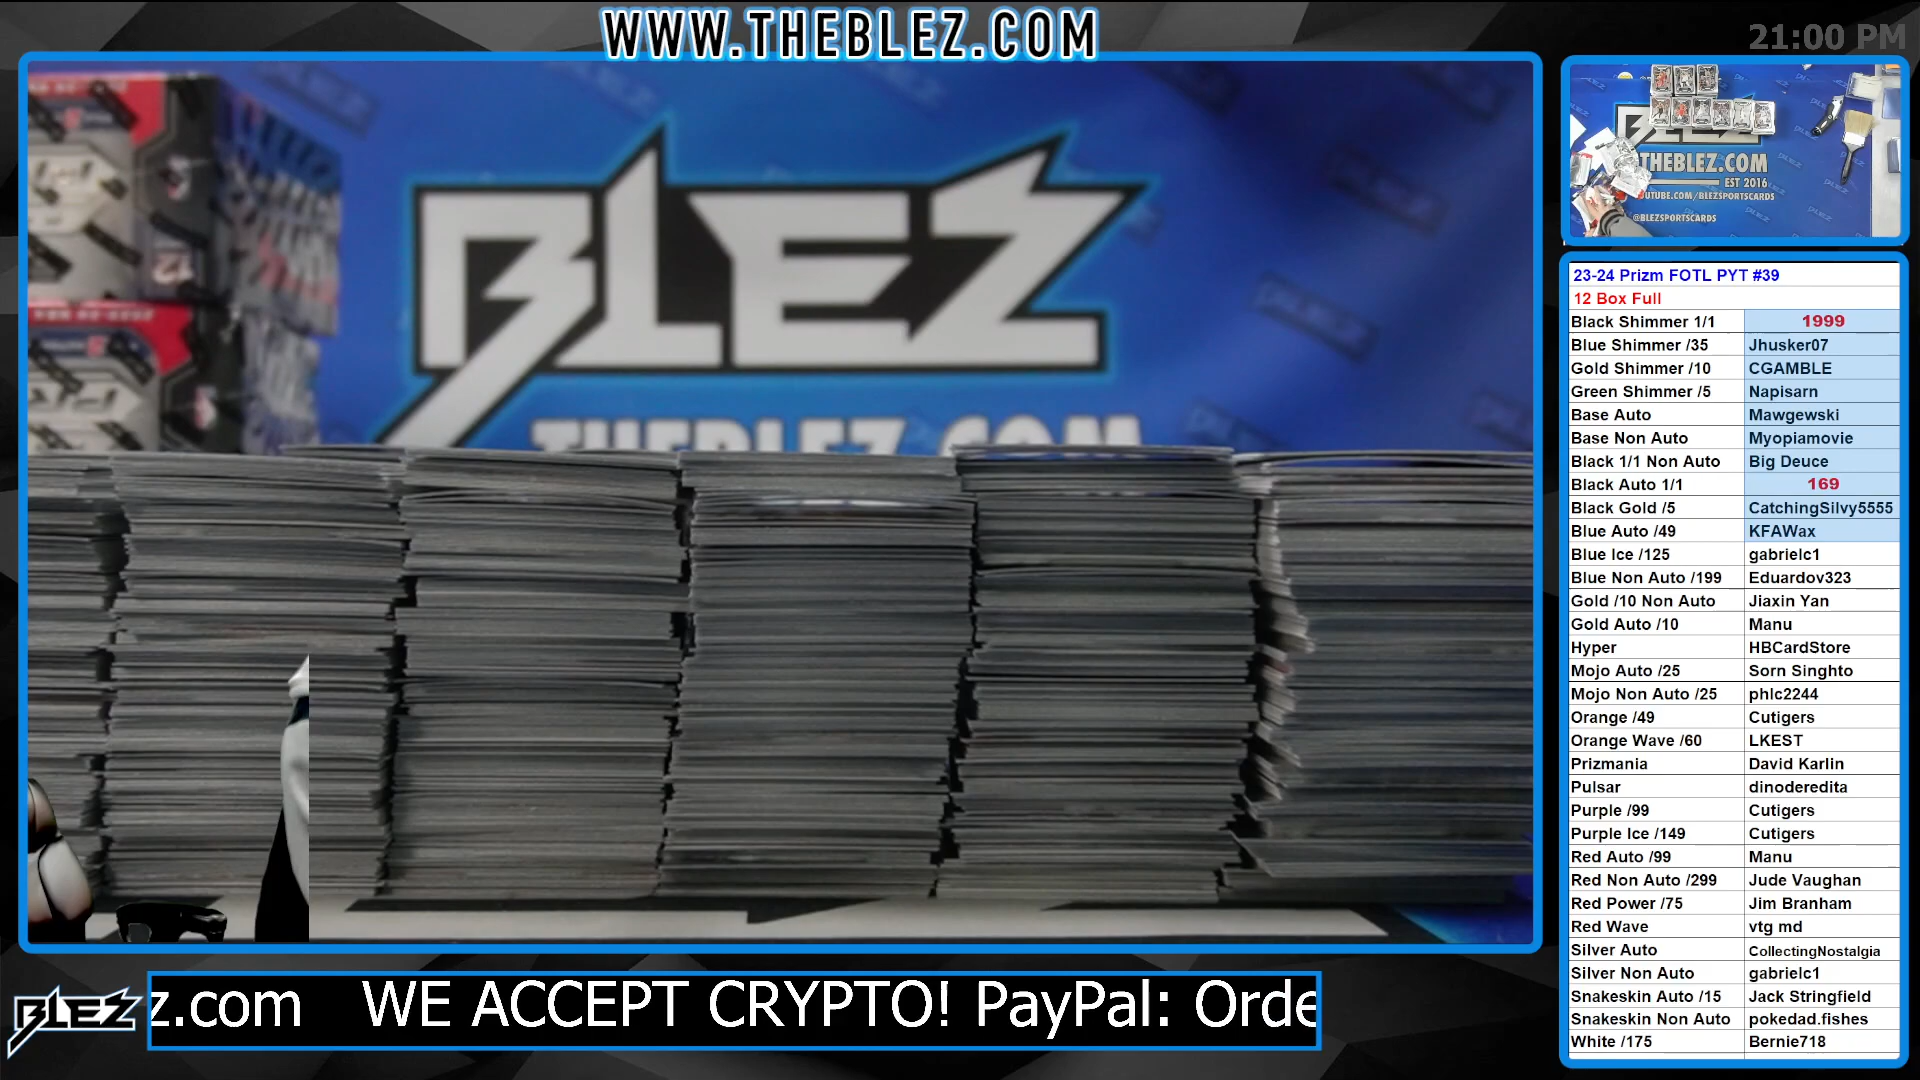 WWW.THEBLEZ.COM
21:00 PM
BLEZ
THEBLEZ.COM
12
BLEZ
THEBLEZ.COM
EST 2016
YOUTUBE.COM/BLEZSPORTSCARDS
@BLEZSPORTSCARDS
23-24 Prizm FOTL PYT #39
12 Box Full
Black Shimmer 1/1 1999
Blue Shimmer /35 Jhusker07
Gold Shimmer /10 CGAMBLE
Green Shimmer /5 Napisarn
Base Auto Mawgewski
Base Non Auto Myopiamovie
Black 1/1 Non Auto Big Deuce
Black Auto 1/1 169
Black Gold /5 CatchingSilvy5555
Blue Auto /49 KFAWax
Blue Ice /125 gabrielc1
Blue Non Auto /199 Eduardov323
Gold /10 Non Auto Jiaxin Yan
Gold Auto /10 Manu
Hyper HBCardStore
Mojo Auto /25 Sorn Singhto
Mojo Non Auto /25 phlc2244
Orange /49 Cutigers
Orange Wave /60 LKEST
Prizmania David Karlin
Pulsar dinoderedita
Purple /99 Cutigers
Purple Ice /149 Cutigers
Red Auto /99 Manu
Red Non Auto /299 Jude Vaughan
Red Power /75 Jim Branham
Red Wave vtg md
Silver Auto CollectingNostalgia
Silver Non Auto gabrielc1
Snakeskin Auto /15 Jack Stringfield
Snakeskin Non Auto pokedad.fishes
White /175 Bernie718
BLEZ
z.com WE ACCEPT CRYPTO! PayPal: Orde